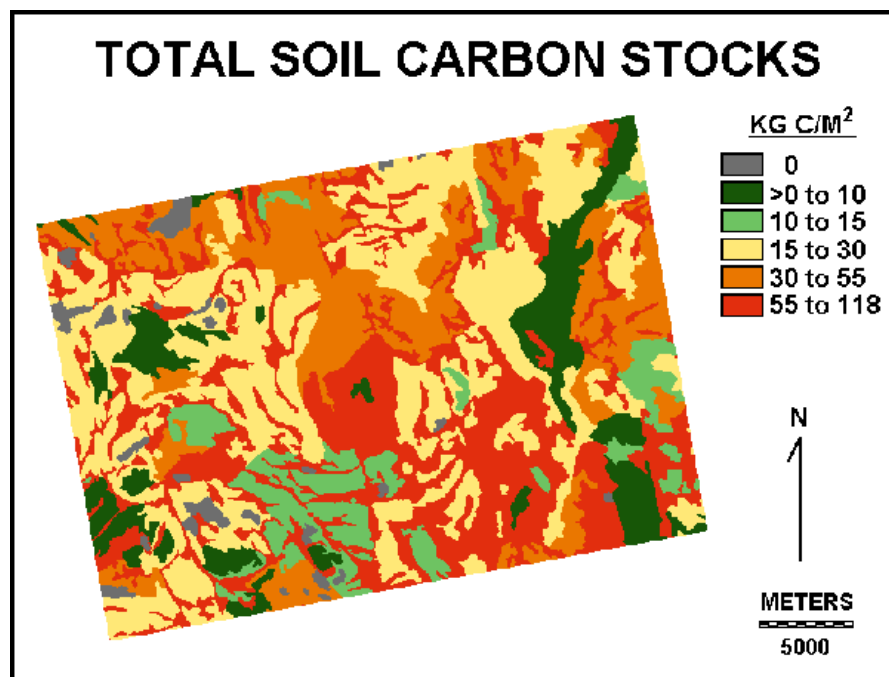 TOTAL SOIL CARBON STOCKS
KG C/M²
0
>0 to 10
10 to 15
15 to 30
30 to 55
55 to 118
N
METERS
5000